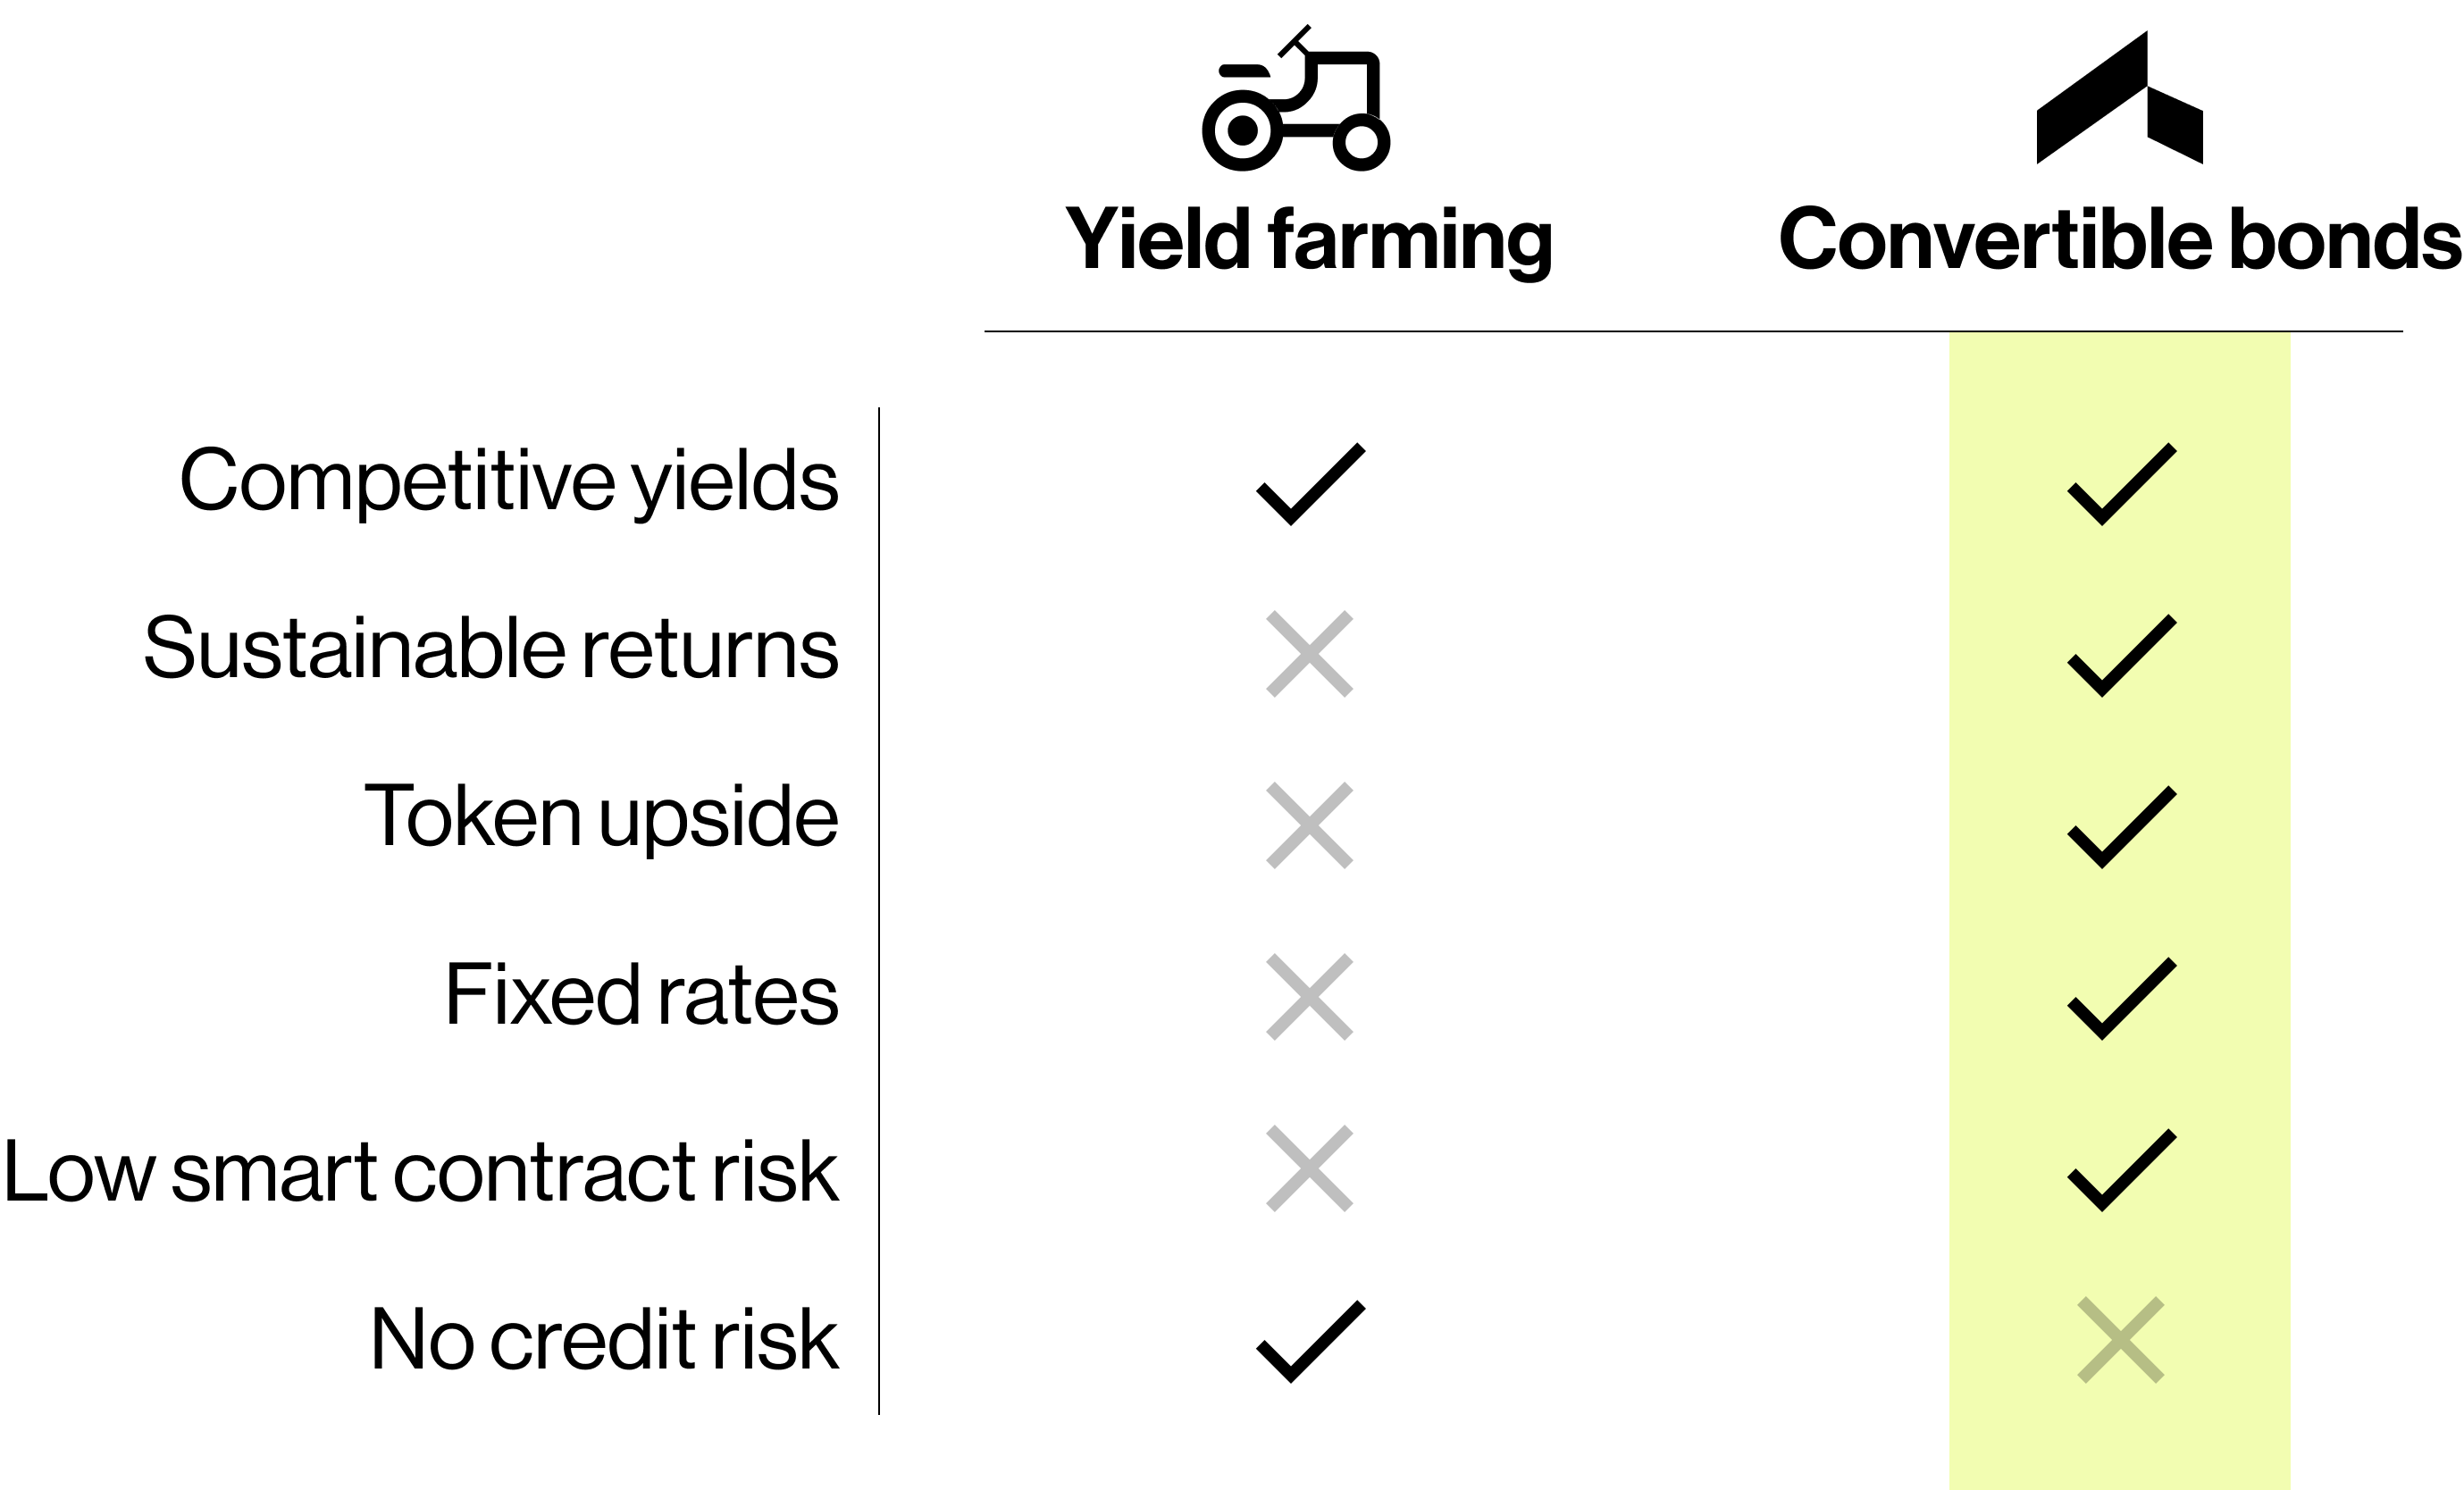 Yield farming
Convertible bonds
Competitive yields
Sustainable returns
Token upside
Fixed rates
Low smart contract risk
No credit risk